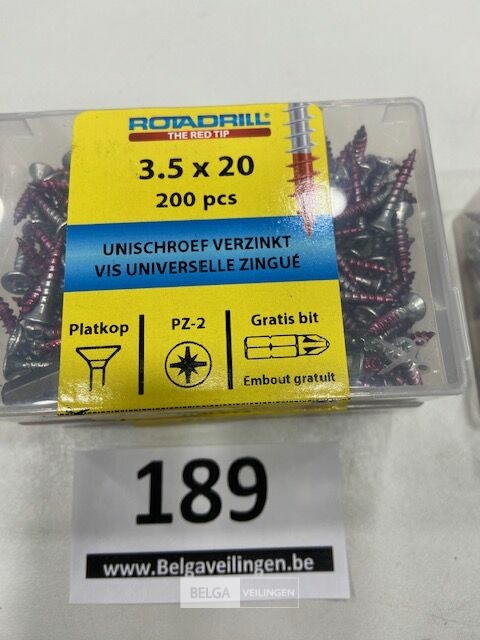 ROTADRILL
THE RED TIP
3.5 x 20
200 pcs
UNISCHROEF VERZINKT
VIS UNIVERSELLE ZINGUÉ
Platkop
PZ-2
Gratis bit
Embout gratuit
189
www.Belgaveilingen.be
BELGA VEILINGEN